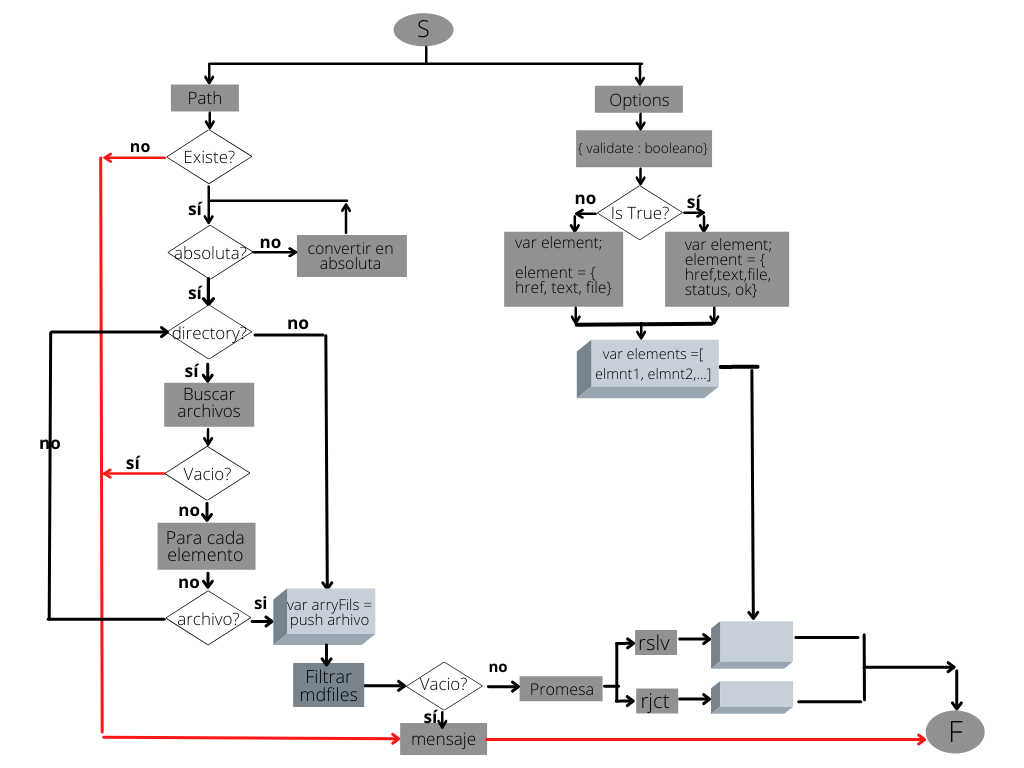 S
Path
Options
no
Existe?
{ validate : booleano}
sí
no
Is True?
sí
absoluta?
no
convertir en
absoluta
var element;
element = {
href, text, file}
var element;
element = {
href,text,file,
status, ok}
sí
directory?
no
var elements =[
elmnt1, elmnt2,...]
sí
Buscar
archivos
no
sí
Vacio?
no
Para cada
elemento
no
archivo?
si
var arryFils =
push arhivo
Filtrar
mdfiles
Vacio?
no
Promesa
rslv
rjct
sí
mensaje
F